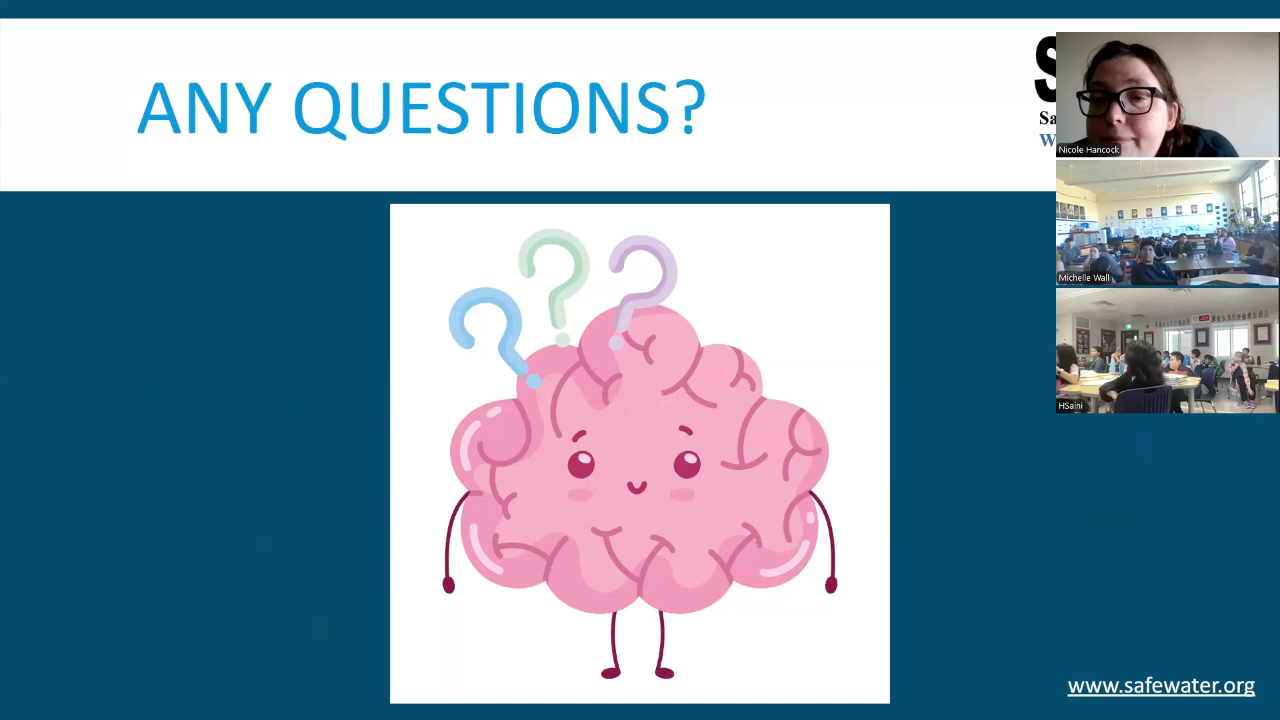 ANY QUESTIONS?
S
Sa
W
Nicole Hancock
Michelle Wall
HSaini
www.safewater.org